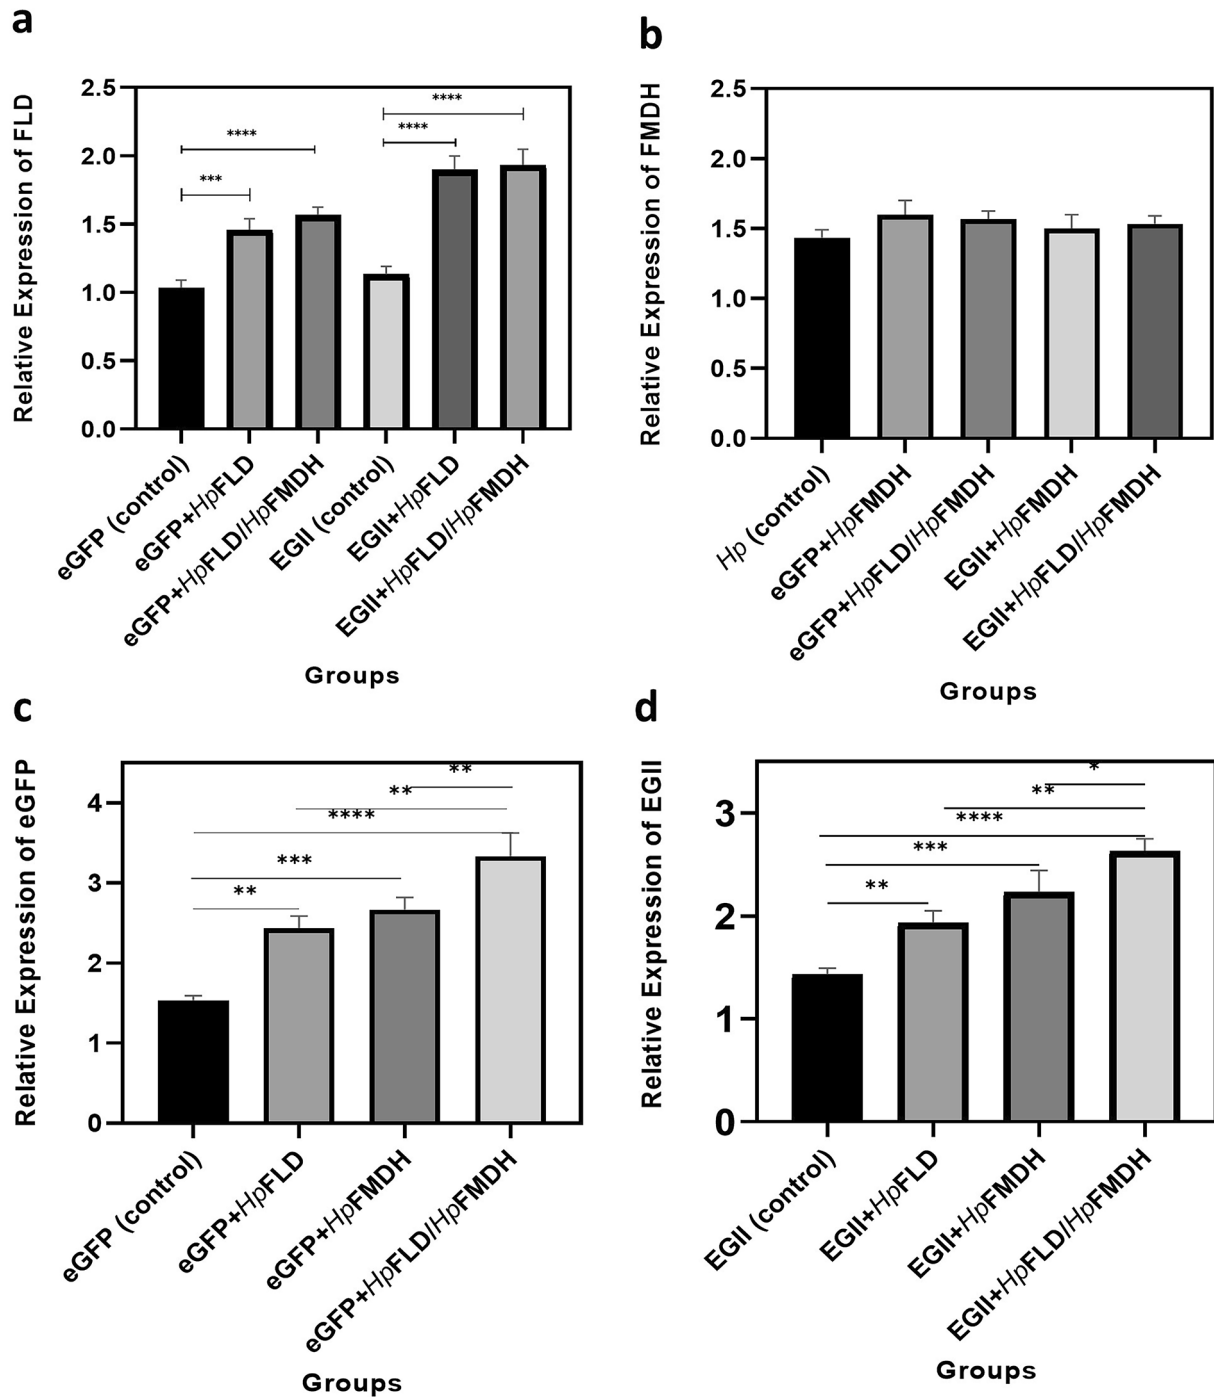 a
Relative Expression of FLD
2.5
2.0
1.5
1.0
0.5
0.0
****
***
****
****
eGFP (control)
eGFP+HpFLD
eGFP+HpFLD/HpFMDH
EGII (control)
EGII+HpFLD
EGII+HpFLD/HpFMDH
Groups
b
Relative Expression of FMDH
2.5
2.0
1.5
1.0
0.5
0.0
Hp (control)
eGFP+HpFMDH
eGFP+HpFLD/HpFMDH
EGII+HpFMDH
EGII+HpFLD/HpFMDH
Groups
c
Relative Expression of eGFP
4
3
2
1
0
**
**
****
***
**
eGFP (control)
eGFP+HpFLD
eGFP+HpFMDH
eGFP+HpFLD/HpFMDH
Groups
d
Relative Expression of EGII
3
2
1
0
*
**
****
***
**
EGII (control)
EGII+HpFLD
EGII+HpFMDH
EGII+HpFLD/HpFMDH
Groups